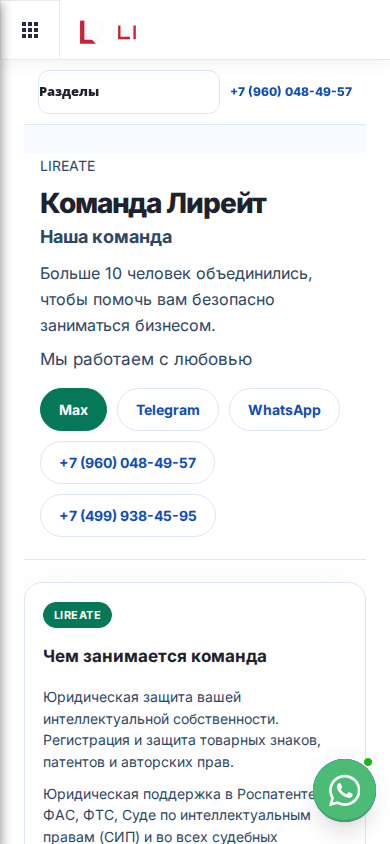 LI
Разделы
+7 (960) 048-49-57
LIREATE
Команда Лирейт
Наша команда
Больше 10 человек объединились,
чтобы помочь вам безопасно
заниматься бизнесом.
Мы работаем с любовью
Max
Telegram
WhatsApp
+7 (960) 048-49-57
+7 (499) 938-45-95
LIREATE
Чем занимается команда
Юридическая защита вашей
интеллектуальной собственности.
Регистрация и защита товарных знаков,
патентов и авторских прав.
Юридическая поддержка в Роспатенте
ФАС, ФТС, Суде по интеллектуальным
правам (СИП) и во всех судебных